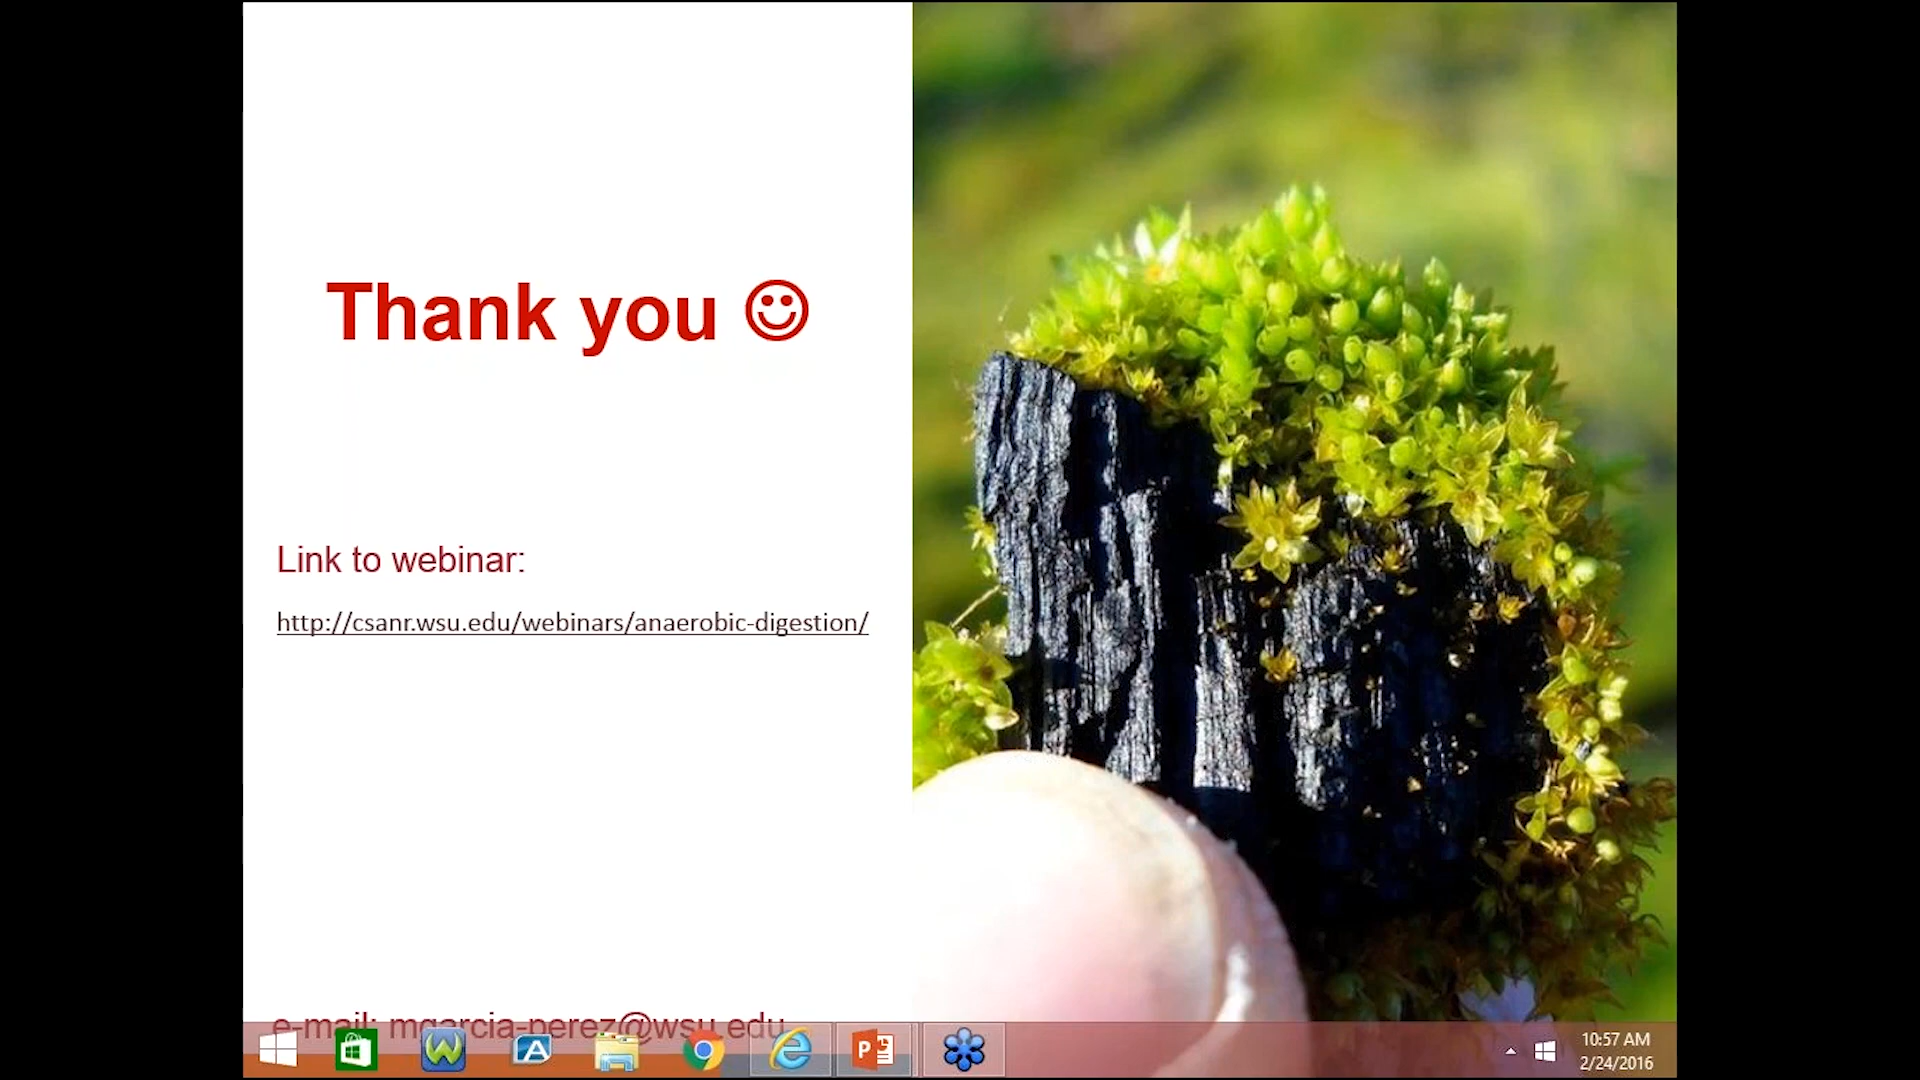 Thank you ☺
Link to webinar:
http://csanr.wsu.edu/webinars/anaerobic-digestion/
e-mail: mgarcia-perez@wsu.edu
10:57 AM
2/24/2016